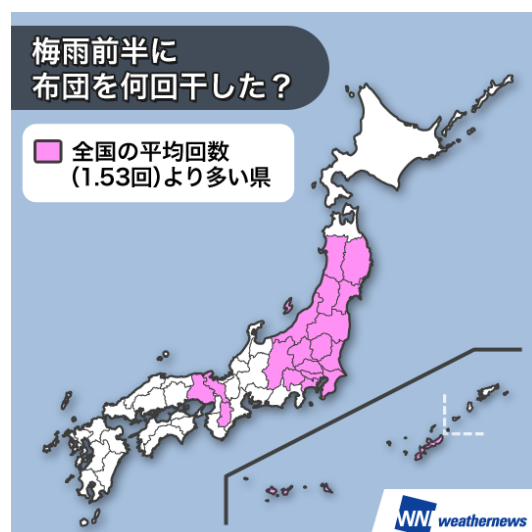 梅雨前半に
布団を何回干した？
全国の平均回数
(1.53回)より多い県
WN weathernews